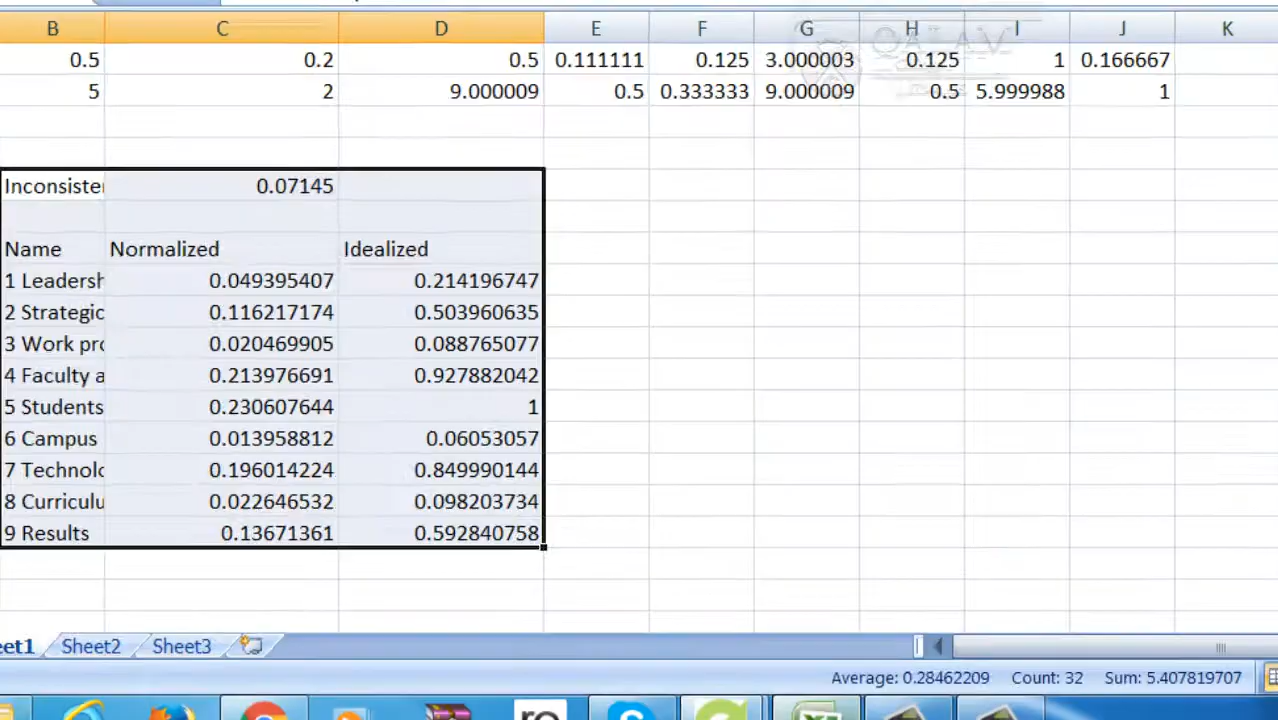 B C D E F G H I J K
0.5 0.2 0.5 0.111111 0.125 3.000003 0.125 1 0.166667
5 2 9.000009 0.5 0.333333 9.000009 0.5 5.999988 1
Inconsister 0.07145
Name Normalized Idealized
1 Leadersh 0.049395407 0.214196747
2 Strategic 0.116217174 0.503960635
3 Work pro 0.020469905 0.088765077
4 Faculty a 0.213976691 0.927882042
5 Students 0.230607644 1
6 Campus 0.013958812 0.06053057
7 Technolo 0.196014224 0.849990144
8 Curriculu 0.022646532 0.098203734
9 Results 0.13671361 0.592840758
eet1 Sheet2 Sheet3
Average: 0.28462209 Count: 32 Sum: 5.407819707